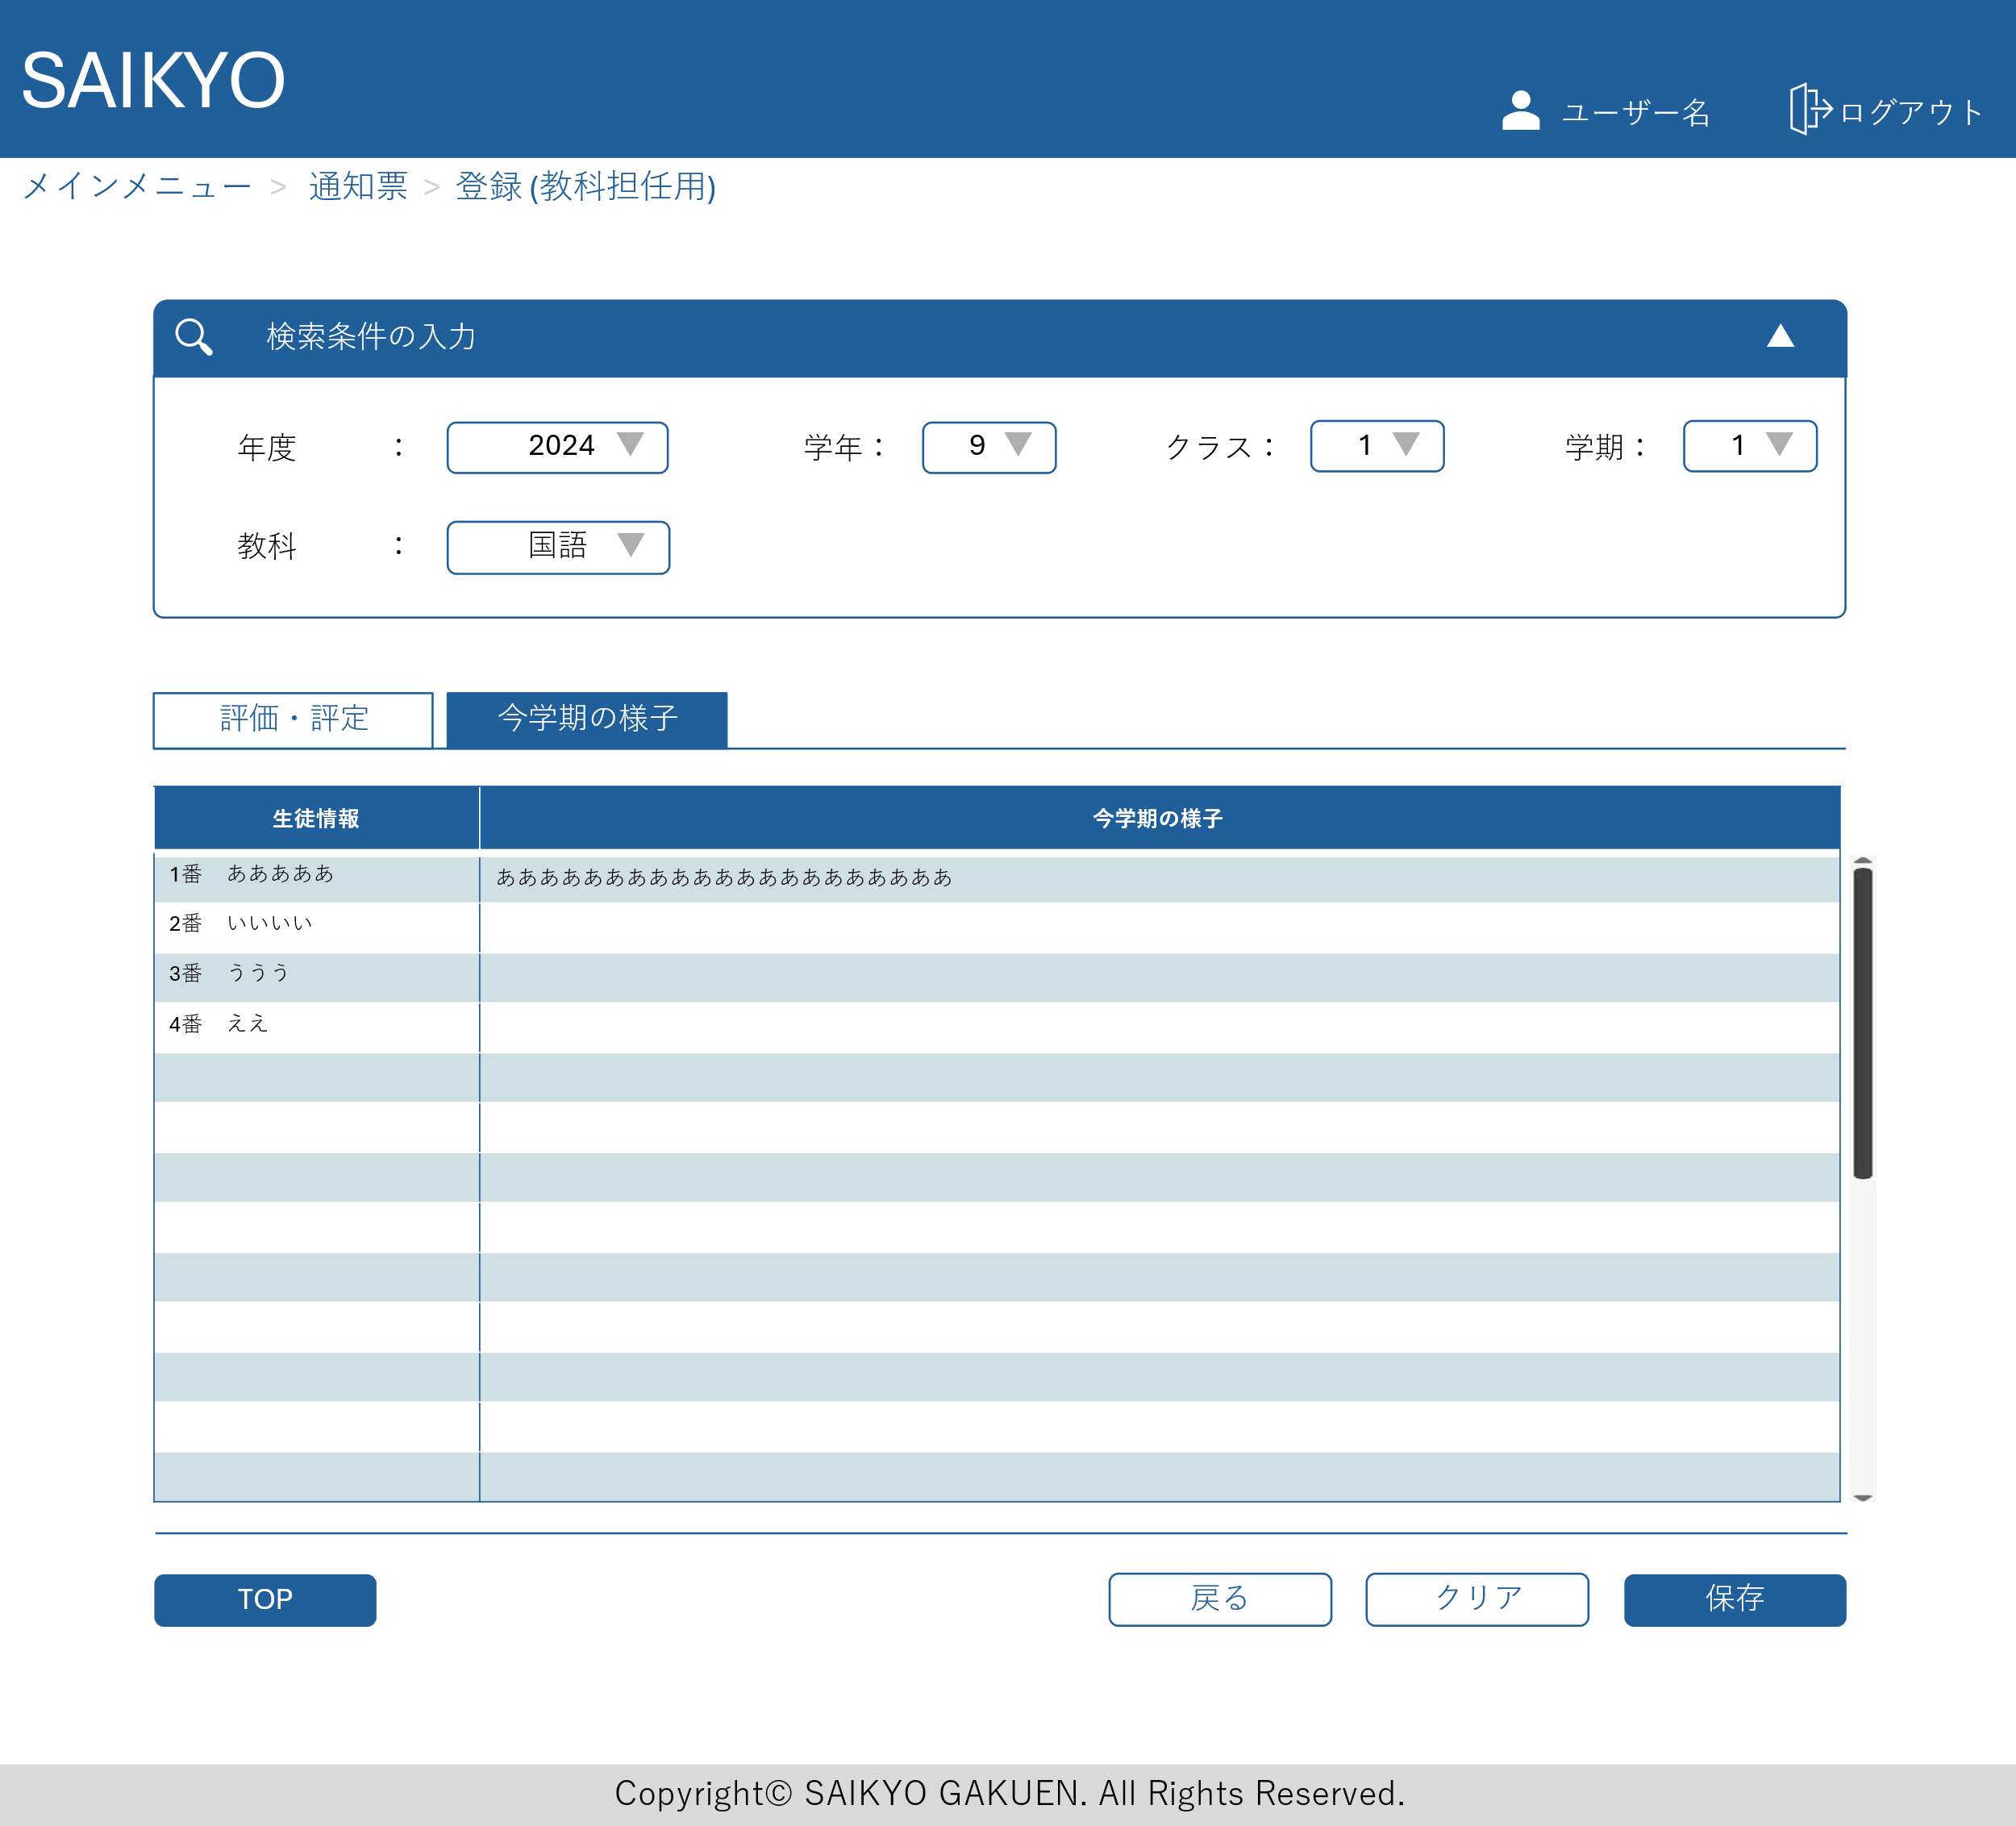 SAIKYO
ユーザー名 ログアウト
メインメニュー > 通知票 > 登録 (教科担任用)
検索条件の入力 ▲
年度 : 2024 ▼ 学年： 9 ▼ クラス： 1 ▼ 学期： 1 ▼
教科 : 国語 ▼
評価・評定 今学期の様子
生徒情報 今学期の様子
1番 あああああ あああああああああああああああああああああ
2番 いいいい
3番 ううう
4番 ええ
TOP 戻る クリア 保存
Copyright© SAIKYO GAKUEN. All Rights Reserved.